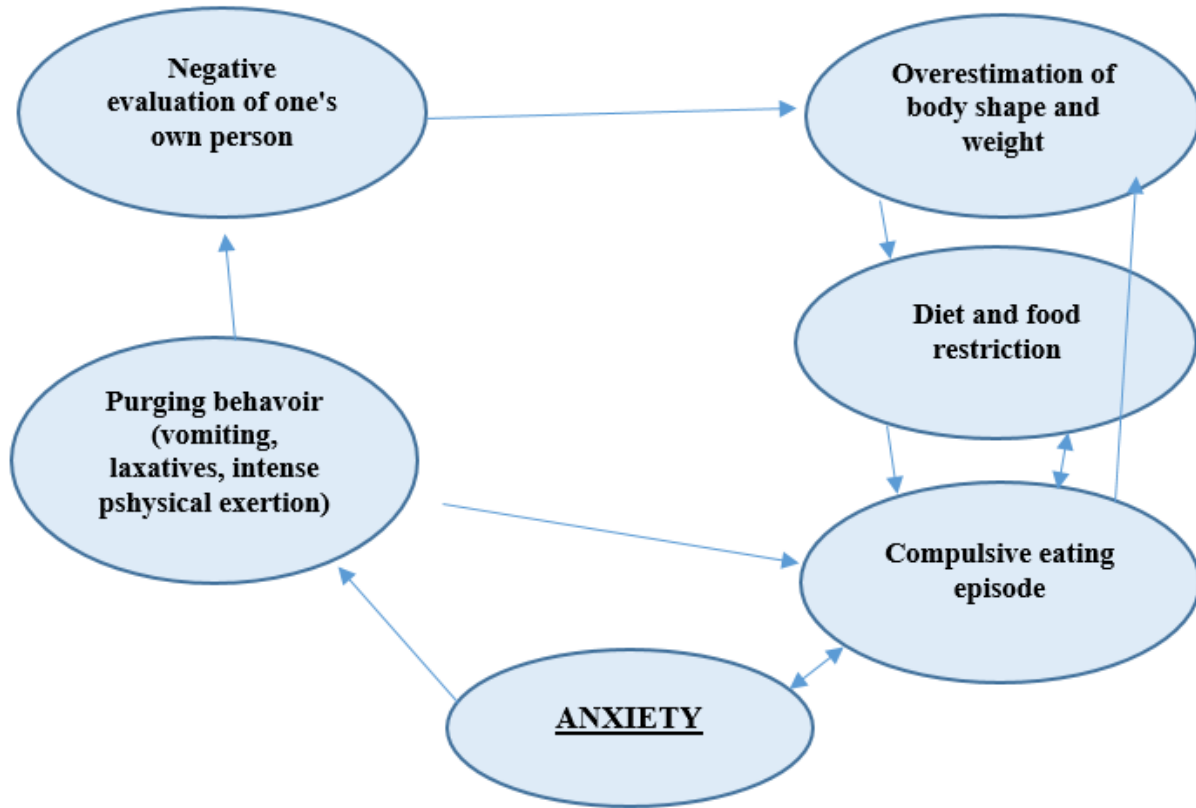 Negative
evaluation of one's
own person
Overestimation of
body shape and
weight
Diet and food
restriction
Purging behavoir
(vomiting,
laxatives, intense
pshysical exertion)
Compulsive eating
episode
ANXIETY